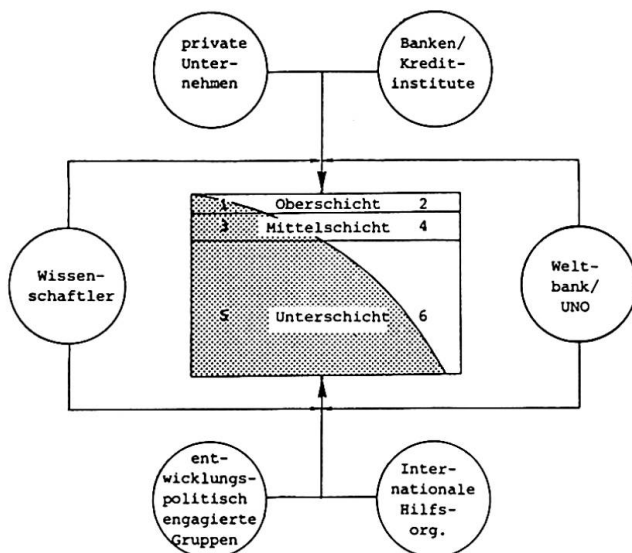 private
Unter-
nehmen
Banken/
Kredit-
institute
1 Oberschicht 2
3 Mittelschicht 4
Wissen-
schaftler
Welt-
bank/
UNO
5 Unterschicht 6
ent-
wicklungs-
politisch
engagierte
Gruppen
Inter-
nationale
Hilfs-
org.